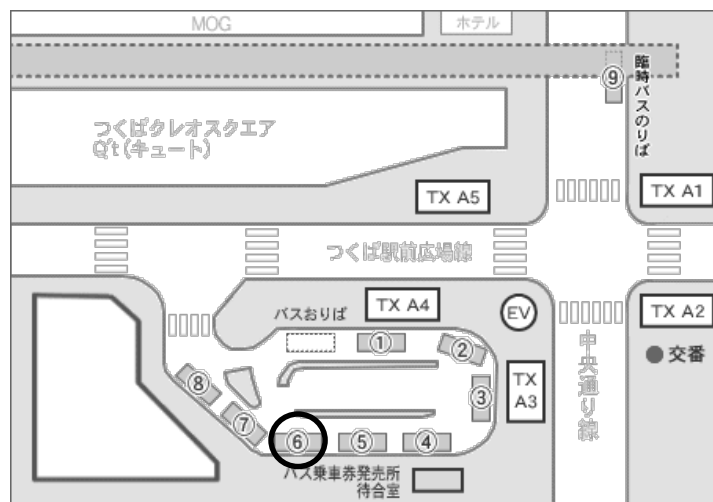 MOG
ホテル
⑨
臨時バスのりば
つくばクレオスクエア
Q't(キュート)
TX A5
TX A1
つくば駅前広場線
バスおりば
TX A4
EV
TX A2
①
②
中央通り線
交番
⑧
③
TX
A3
⑦
⑥
⑤
④
バス乗車券発売所
待合室